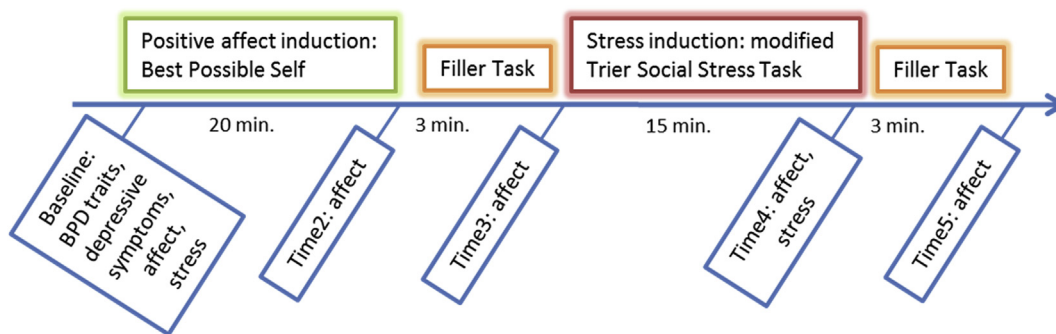 Positive affect induction:
Best Possible Self
Filler Task
Stress induction: modified
Trier Social Stress Task
Filler Task
20 min.
3 min.
15 min.
3 min.
Baseline:
BPD traits,
depressive
symptoms,
affect,
stress
Time2: affect
Time3: affect
Time4: affect,
stress
Time5: affect